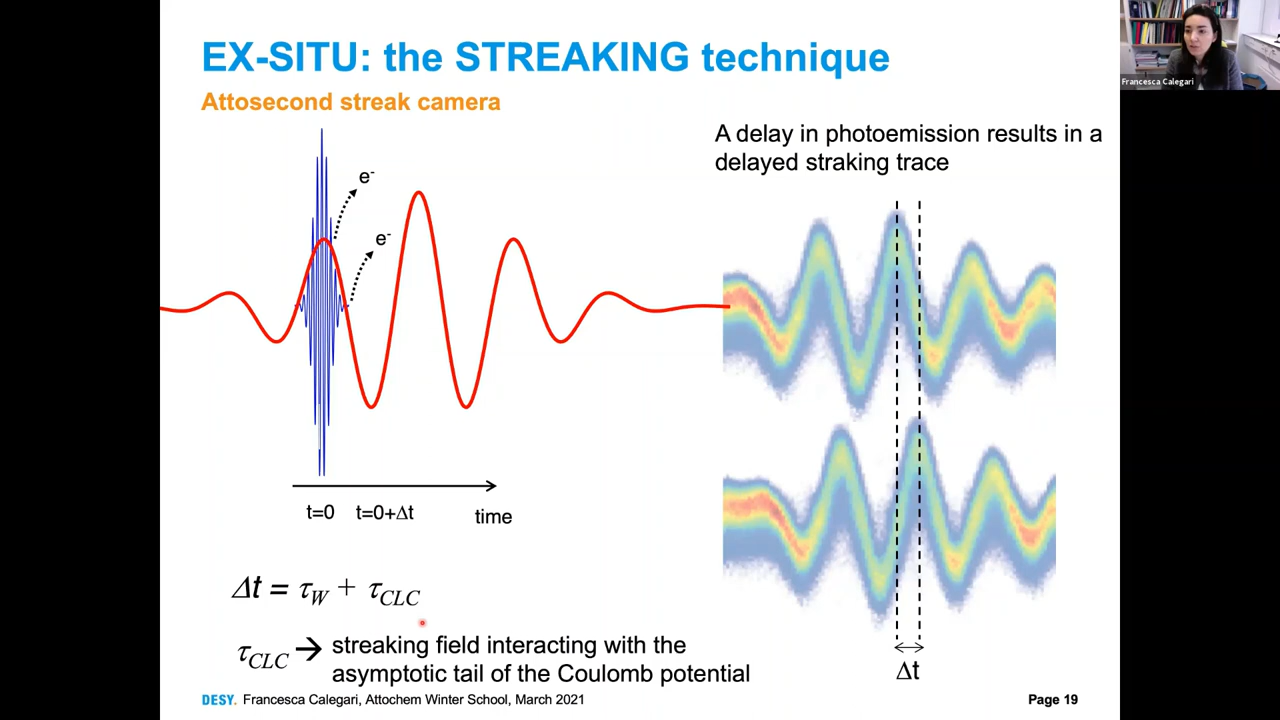 EX-SITU: the STREAKING technique
Francesca Calegari
Attosecond streak camera
A delay in photoemission results in a
delayed straking trace
e-
e-
t=0 t=0+Δt time
Δt = τW + τCLC
τCLC → streaking field interacting with the
asymptotic tail of the Coulomb potential
Δt
DESY. Francesca Calegari, Attochem Winter School, March 2021
Page 19